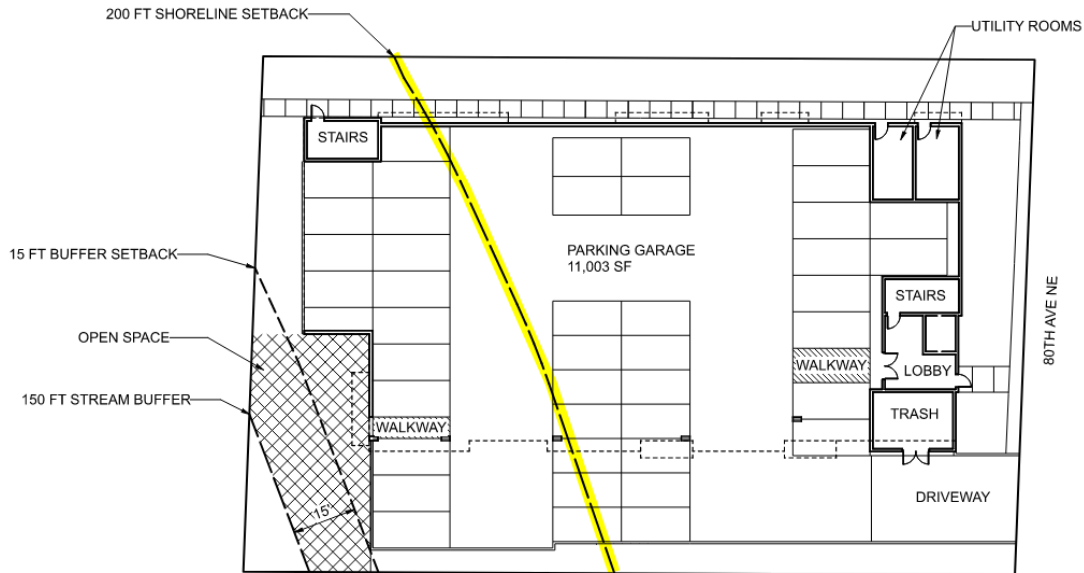 200 FT SHORELINE SETBACK
UTILITY ROOMS
STAIRS
15 FT BUFFER SETBACK
PARKING GARAGE
11,003 SF
STAIRS
OPEN SPACE
80TH AVE NE
WALKWAY
LOBBY
150 FT STREAM BUFFER
WALKWAY
TRASH
DRIVEWAY
15'